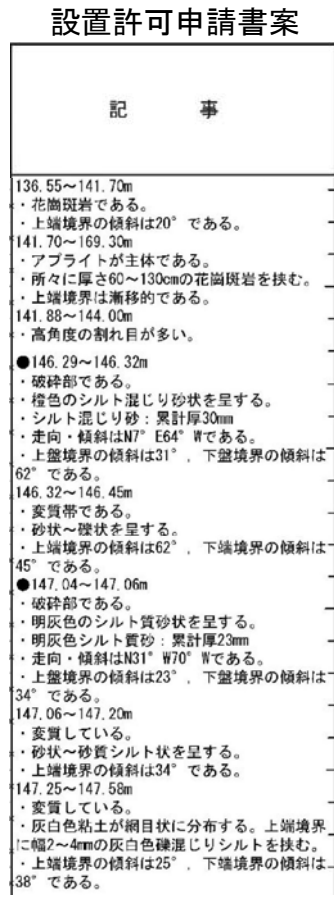 設置許可申請書案
記 事
136.55～141.70m
・花崗斑岩である。
・上端境界の傾斜は20°である。
141.70～169.30m
・アプライトが主体である。
・所々に厚さ60～130cmの花崗斑岩を挟む。
・上端境界は漸移的である。
141.88～144.00m
・高角度の割れ目が多い。
●146.29～146.32m
・破砕部である。
・橙色のシルト混じり砂状を呈する。
・シルト混じり砂：累計厚30mm
・走向・傾斜はN7°E64°Wである。
・上盤境界の傾斜は31°，下盤境界の傾斜は
62°である。
146.32～146.45m
・変質帯である。
・砂状～礫状を呈する。
・上端境界の傾斜は62°，下端境界の傾斜は
45°である。
●147.04～147.06m
・破砕部である。
・明灰色のシルト質砂状を呈する。
・明灰色シルト質砂：累計厚23mm
・走向・傾斜はN31°W70°Wである。
・上盤境界の傾斜は23°，下盤境界の傾斜は
34°である。
147.06～147.20m
・変質している。
・砂状～砂質シルト状を呈する。
・上端境界の傾斜は34°である。
147.25～147.58m
・変質している。
・灰白色粘土が網目状に分布する。上端境界
に幅2～4mmの灰白色礫混じりシルトを挟む。
・上端境界の傾斜は25°，下端境界の傾斜は
38°である。